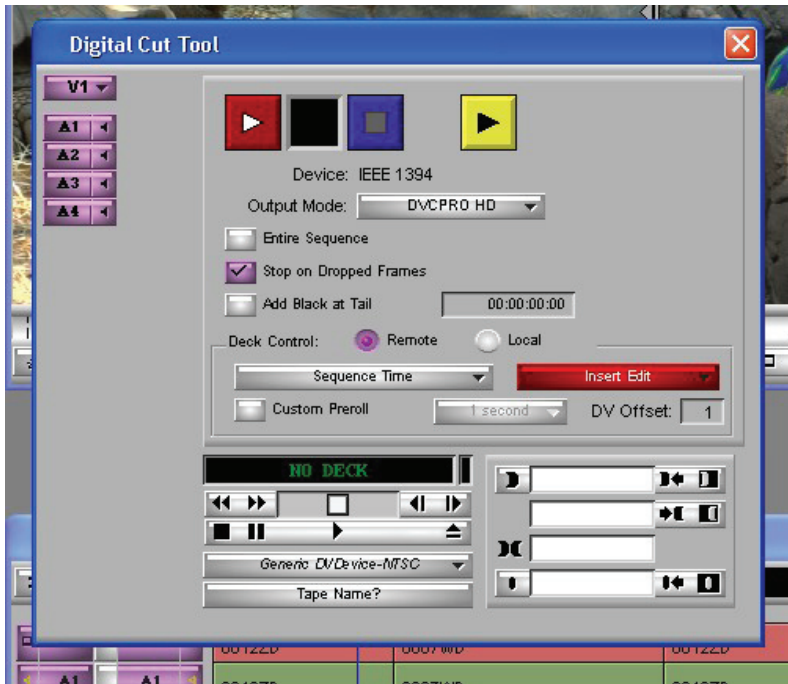 Digital Cut Tool
V1
A1
A2
A3
A4
Device: IEEE 1394
Output Mode: DVCPRO HD
Entire Sequence
Stop on Dropped Frames
Add Black at Tail 00:00:00:00
Deck Control: Remote Local
Sequence Time Insert Edit
Custom Preroll 1 second DV Offset: 1
NO DECK
Generic DVDevice-NTSC
Tape Name?
A1 A1